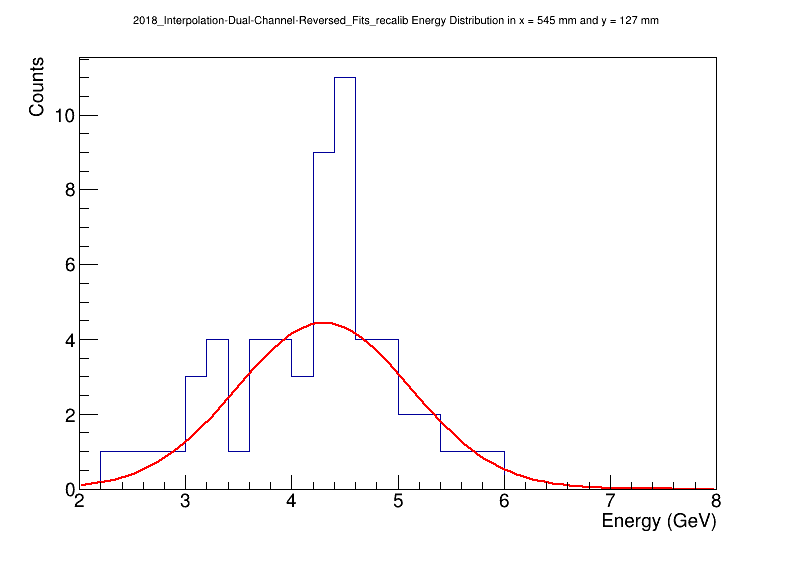 2018_Interpolation-Dual-Channel-Reversed_Fits_recalib Energy Distribution in x = 545 mm and y = 127 mm
Counts
10
8
6
4
2
0
2 3 4 5 6 7 8
Energy (GeV)